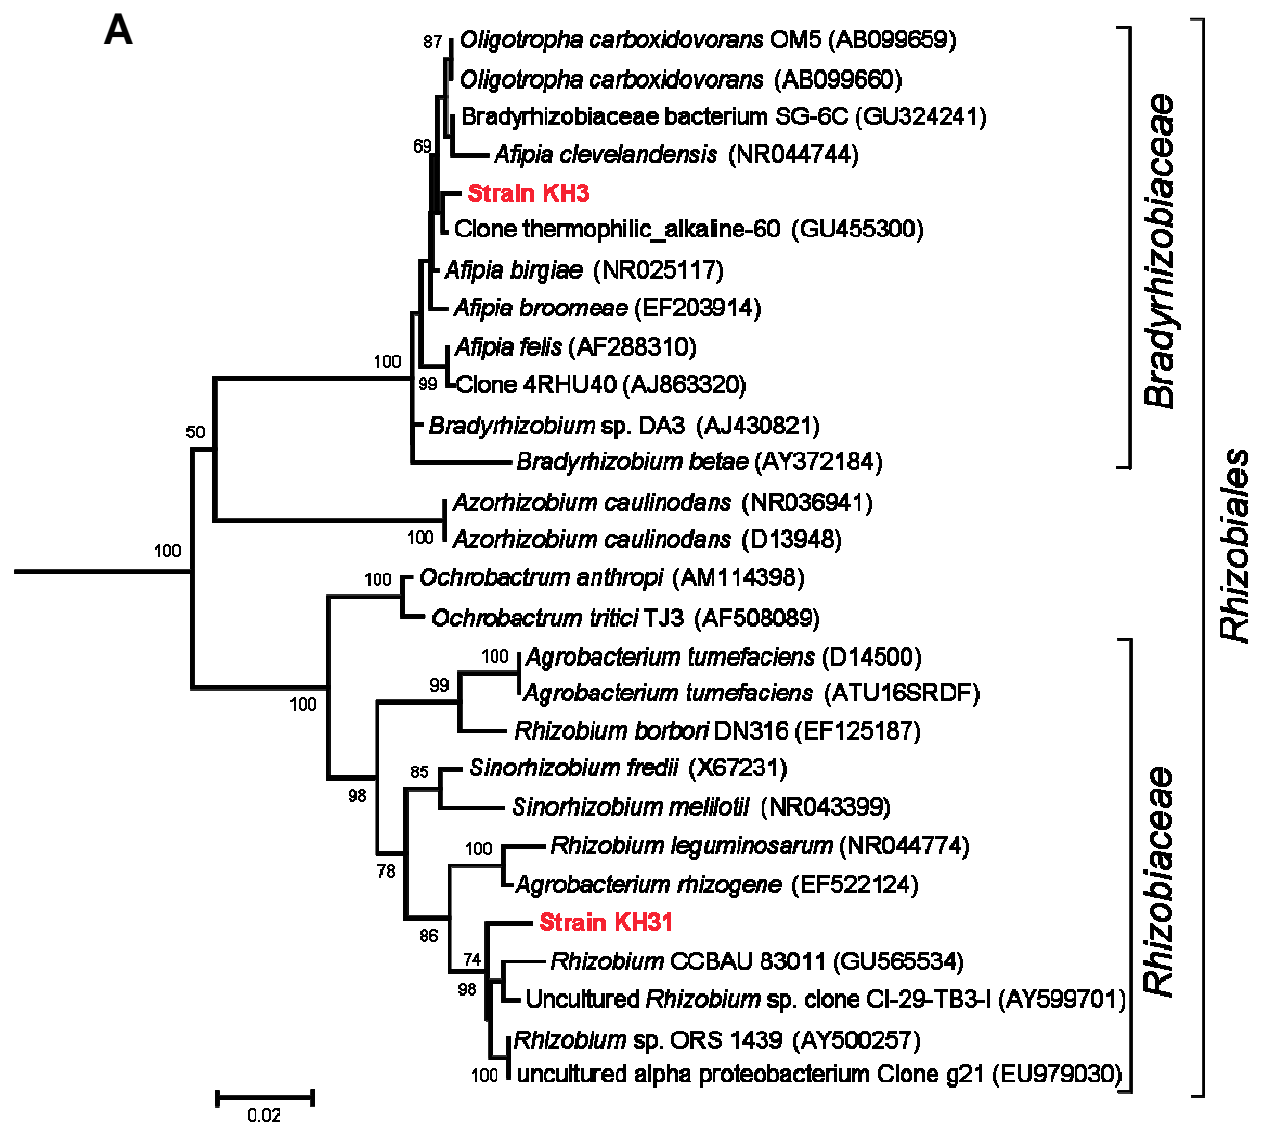 A
87
Oligotropha carboxidovorans OM5 (AB099659)
Oligotropha carboxidovorans (AB099660)
Bradyrhizobiaceae bacterium SG-6C (GU324241)
69
Afipia clevelandensis (NR044744)
Strain KH3
Clone thermophilic_alkaline-60 (GU455300)
Afipia birgiae (NR025117)
Afipia broomeae (EF203914)
Afipia felis (AF288310)
100
99
Clone 4RHU40 (AJ863320)
Bradyrhizobium sp. DA3 (AJ430821)
50
Bradyrhizobium betae (AY372184)
Bradyrhizobiaceae
Azorhizobium caulinodans (NR036941)
100
Azorhizobium caulinodans (D13948)
100
100
Ochrobactrum anthropi (AM114398)
Ochrobactrum tritici TJ3 (AF508089)
Rhizobiales
100
Agrobacterium tumefaciens (D14500)
99
Agrobacterium tumefaciens (ATU16SRDF)
100
Rhizobium borbori DN316 (EF125187)
85
Sinorhizobium fredii (X67231)
98
Sinorhizobium melilotii (NR043399)
100
Rhizobium leguminosarum (NR044774)
78
Agrobacterium rhizogene (EF522124)
Rhizobiaceae
Strain KH31
86
74
Rhizobium CCBAU 83011 (GU565534)
98
Uncultured Rhizobium sp. clone CI-29-TB3-I (AY599701)
Rhizobium sp. ORS 1439 (AY500257)
100
uncultured alpha proteobacterium Clone g21 (EU979030)
0.02